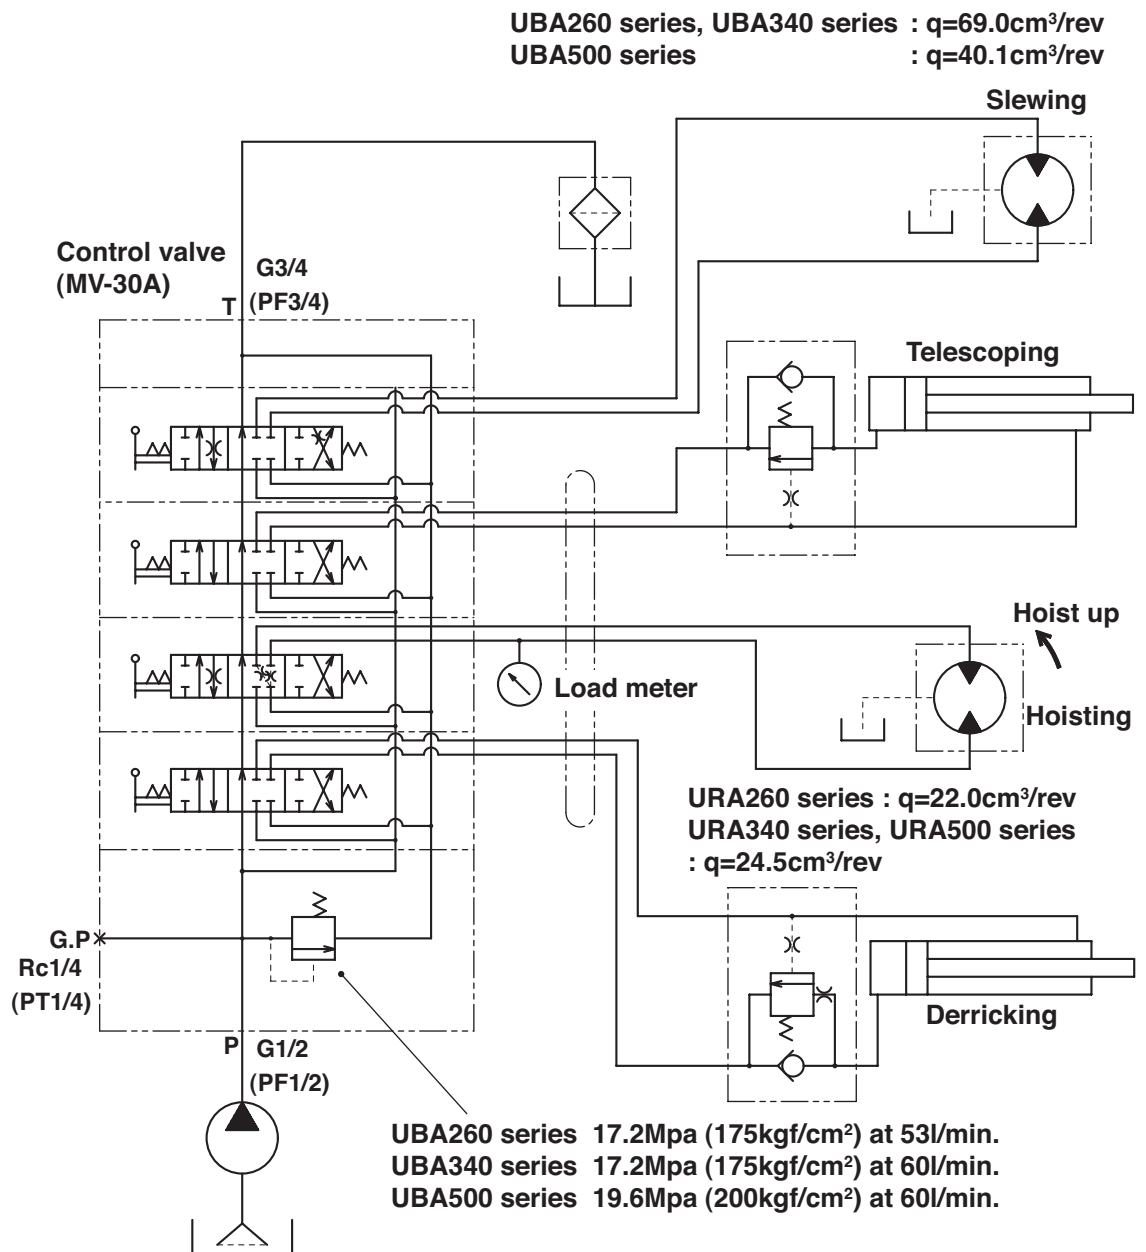 UBA260 series, UBA340 series : q=69.0cm³/rev
UBA500 series : q=40.1cm³/rev
Slewing
Control valve
(MV-30A)
G3/4
T (PF3/4)
Telescoping
Hoist up
Load meter
Hoisting
URA260 series : q=22.0cm³/rev
URA340 series, URA500 series
: q=24.5cm³/rev
G.P
Rc1/4
(PT1/4)
Derricking
P G1/2
(PF1/2)
UBA260 series 17.2Mpa (175kgf/cm²) at 53l/min.
UBA340 series 17.2Mpa (175kgf/cm²) at 60l/min.
UBA500 series 19.6Mpa (200kgf/cm²) at 60l/min.